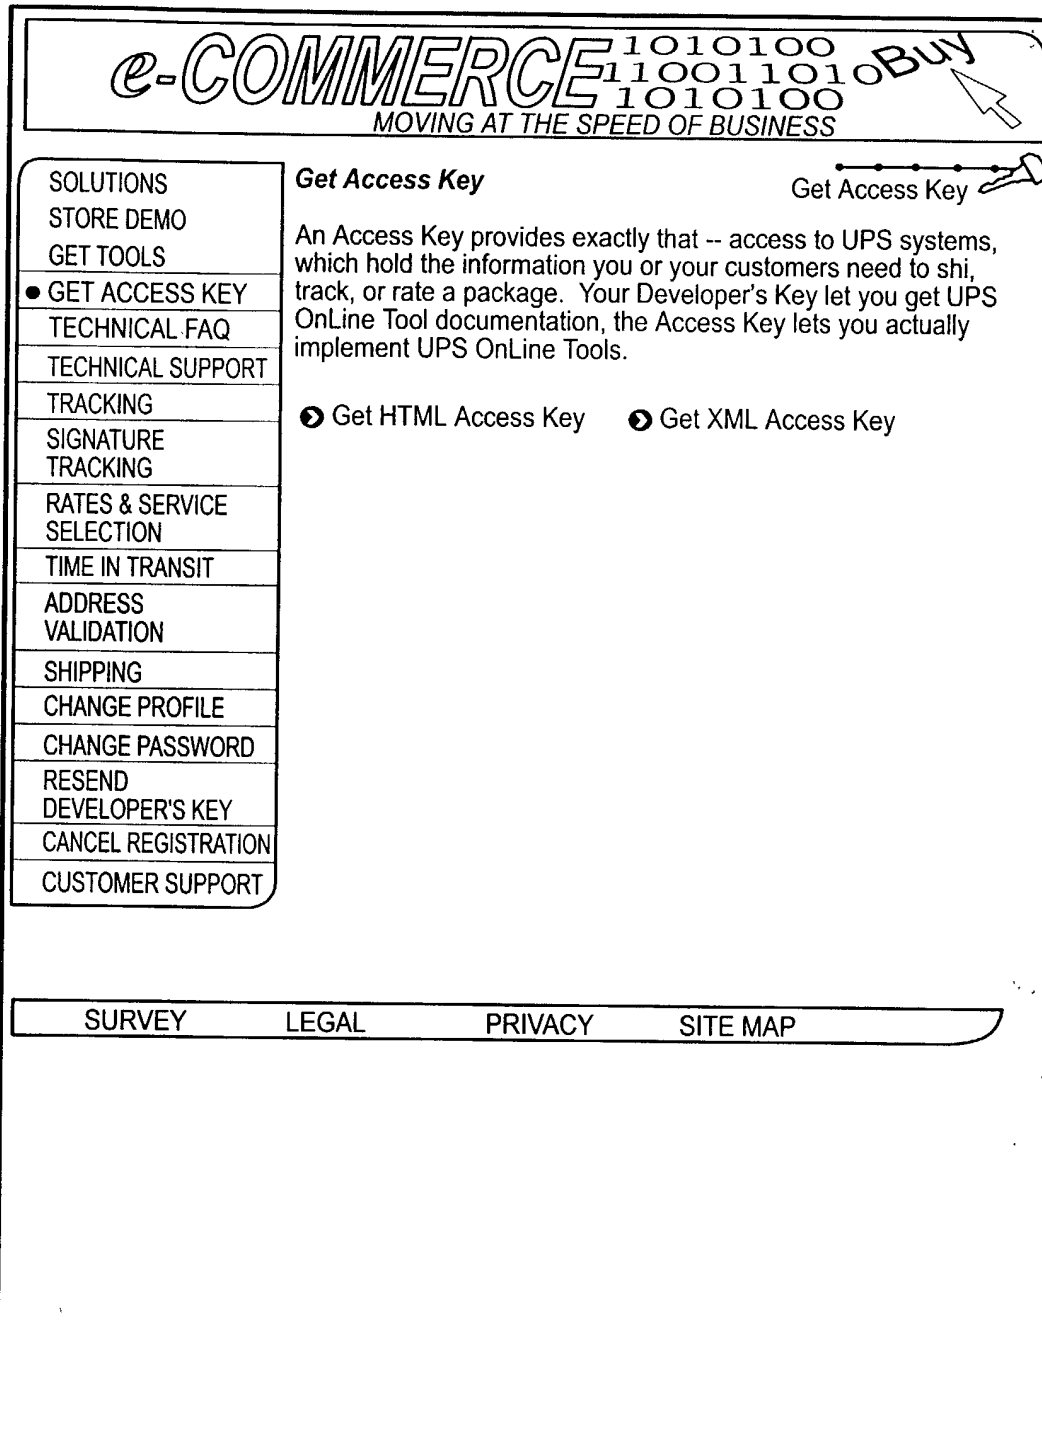 e-COMMERCE
1010100
110011010
1010100
Buy
MOVING AT THE SPEED OF BUSINESS
SOLUTIONS
STORE DEMO
GET TOOLS
GET ACCESS KEY
TECHNICAL FAQ
TECHNICAL SUPPORT
TRACKING
SIGNATURE
TRACKING
RATES & SERVICE
SELECTION
TIME IN TRANSIT
ADDRESS
VALIDATION
SHIPPING
CHANGE PROFILE
CHANGE PASSWORD
RESEND
DEVELOPER'S KEY
CANCEL REGISTRATION
CUSTOMER SUPPORT
Get Access Key
Get Access Key
An Access Key provides exactly that -- access to UPS systems,
which hold the information you or your customers need to shi,
track, or rate a package. Your Developer's Key let you get UPS
OnLine Tool documentation, the Access Key lets you actually
implement UPS OnLine Tools.
Get HTML Access Key
Get XML Access Key
SURVEY LEGAL PRIVACY SITE MAP